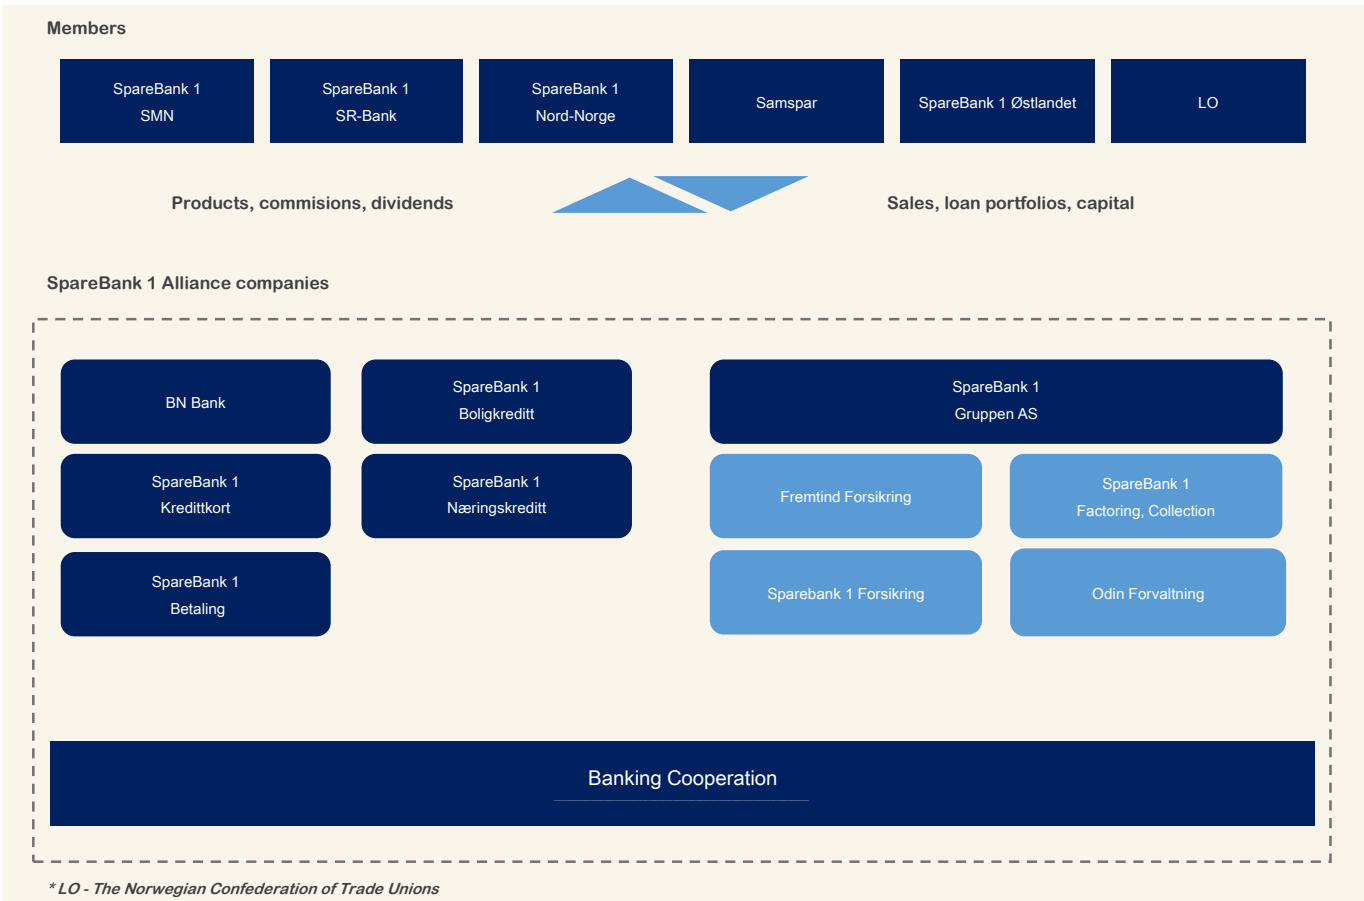 Members
SpareBank 1
SMN
SpareBank 1
SR-Bank
SpareBank 1
Nord-Norge
Samspar
SpareBank 1 Østlandet
LO
Products, commisions, dividends
Sales, loan portfolios, capital
SpareBank 1 Alliance companies
BN Bank
SpareBank 1
Boligkreditt
SpareBank 1
Gruppen AS
SpareBank 1
Kredittkort
SpareBank 1
Næringskreditt
Fremtind Forsikring
SpareBank 1
Factoring, Collection
SpareBank 1
Betaling
Sparebank 1 Forsikring
Odin Forvaltning
Banking Cooperation
* LO - The Norwegian Confederation of Trade Unions